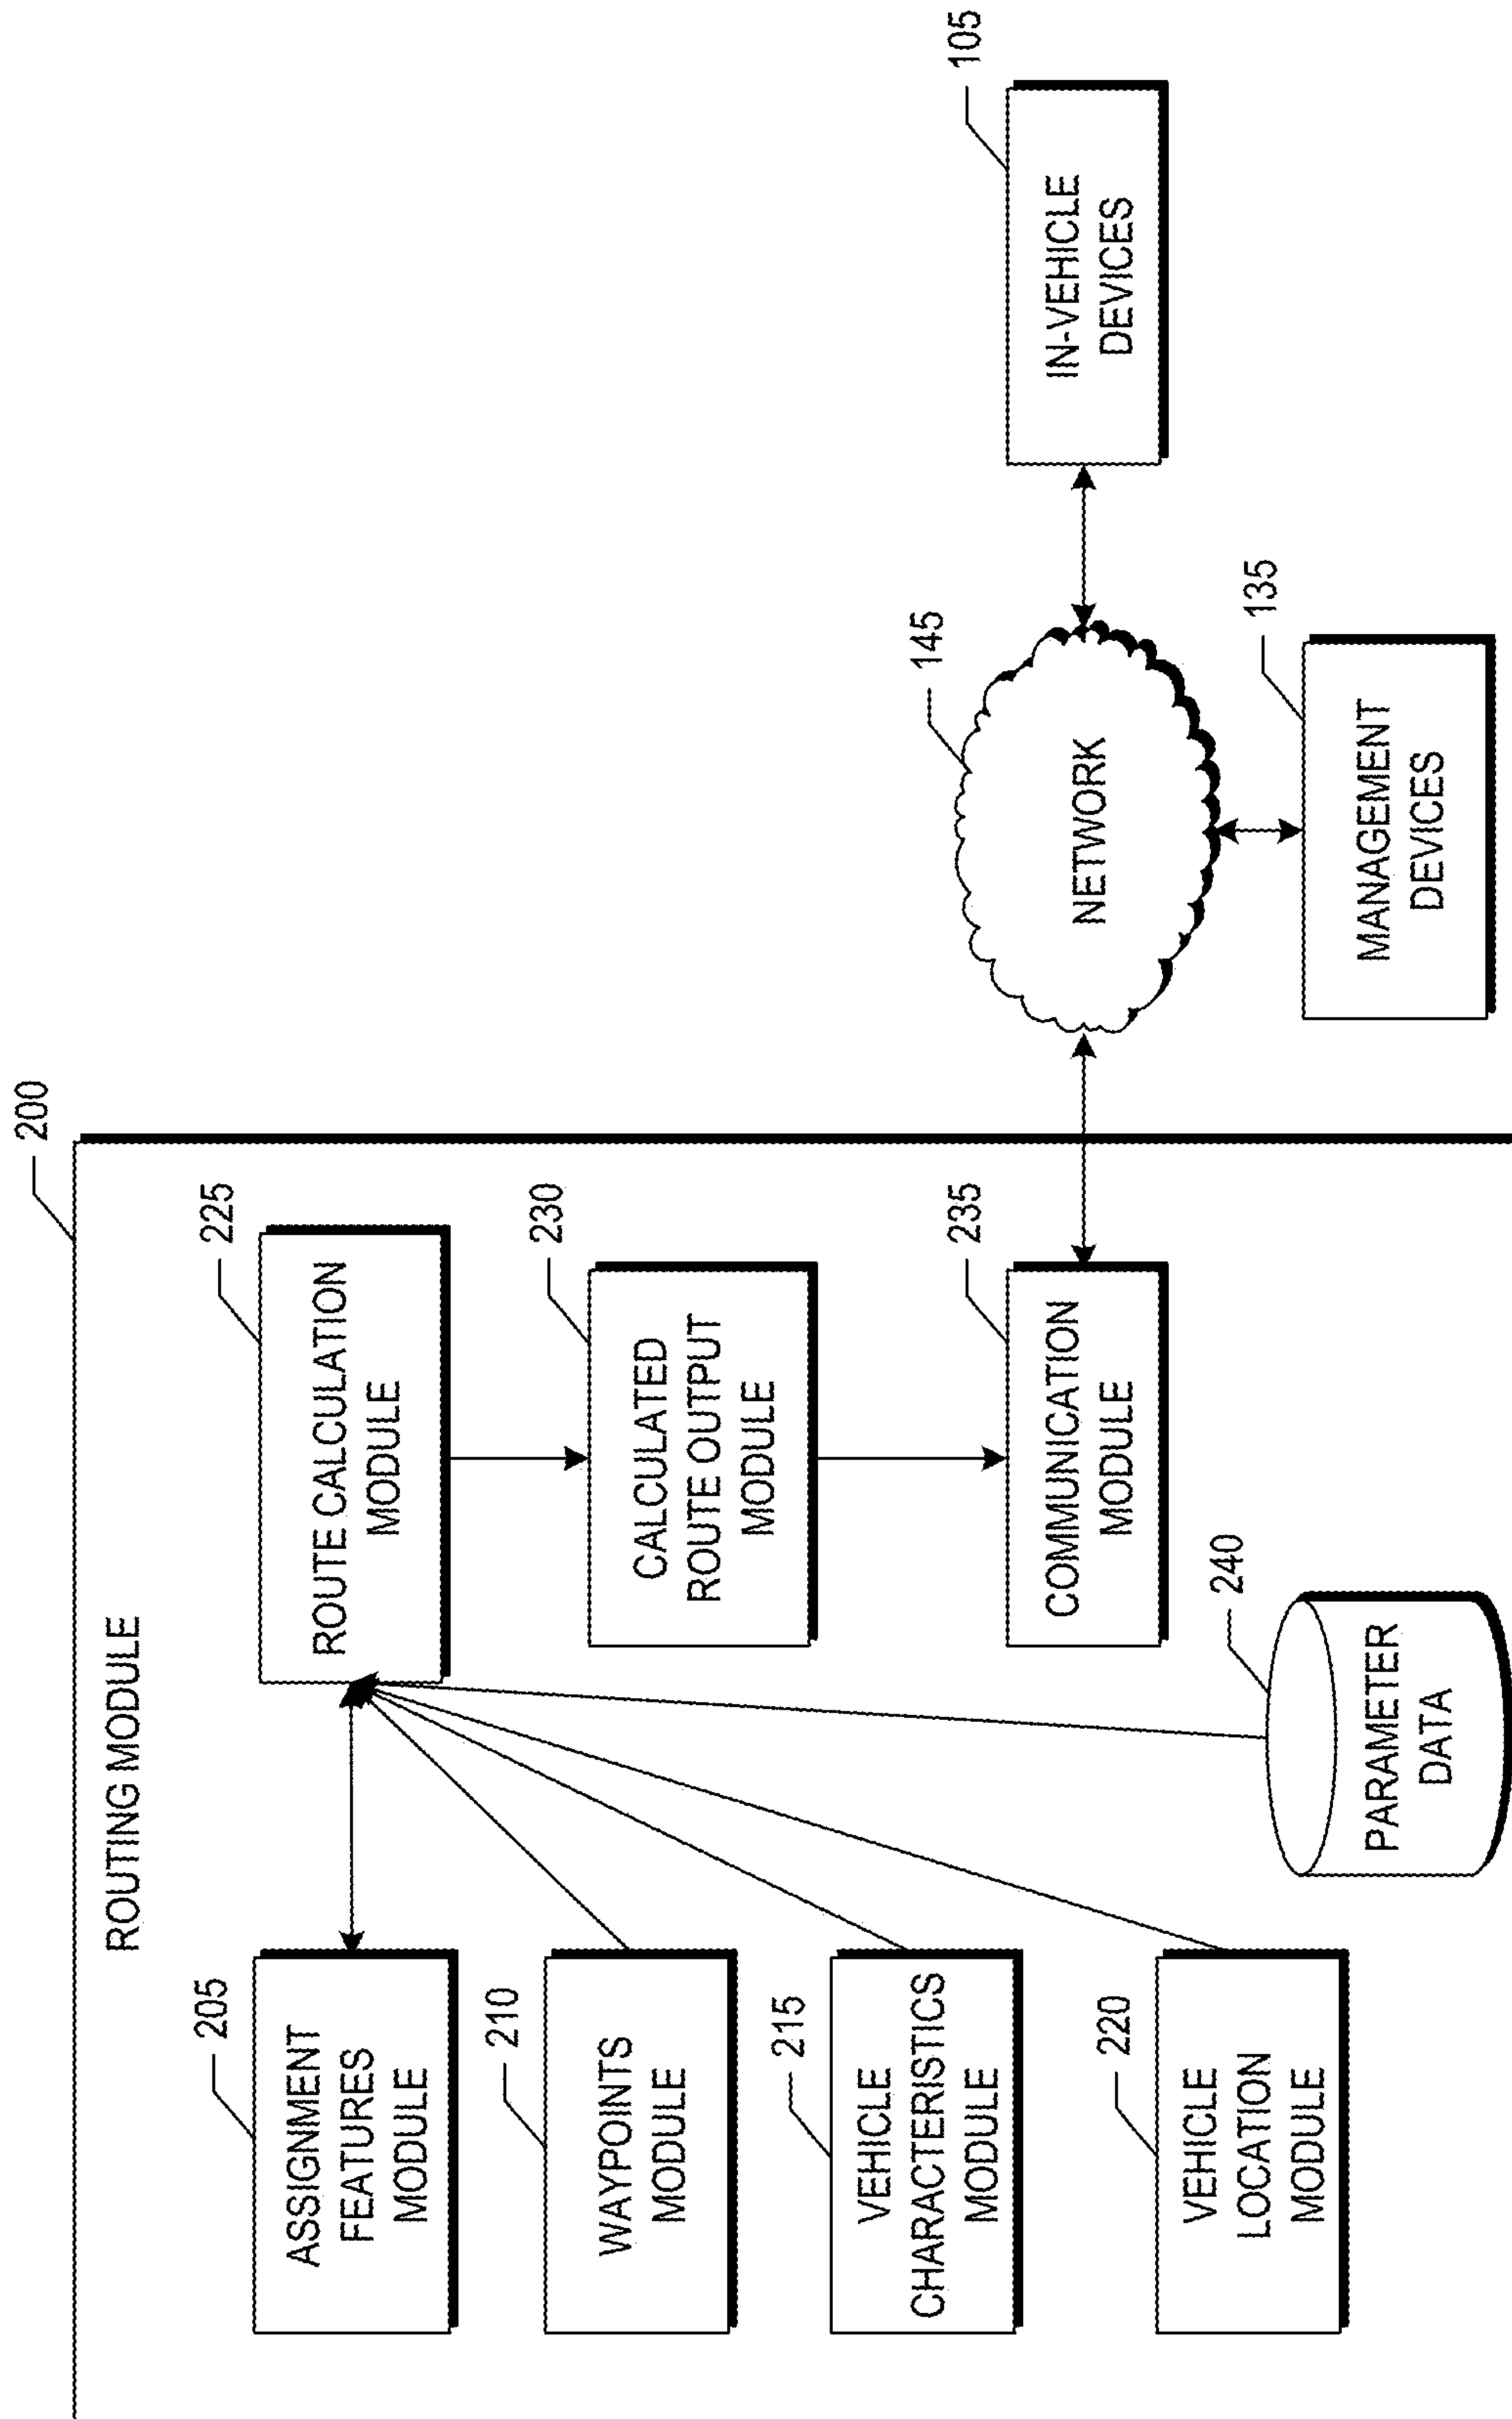 200
ROUTING MODULE
205
ASSIGNMENT
FEATURES
MODULE
210
WAYPOINTS
MODULE
215
VEHICLE
CHARACTERISTICS
MODULE
220
VEHICLE
LOCATION
MODULE
225
ROUTE CALCULATION
MODULE
230
CALCULATED
ROUTE OUTPUT
MODULE
235
COMMUNICATION
MODULE
240
PARAMETER
DATA
145
NETWORK
135
MANAGEMENT
DEVICES
105
IN-VEHICLE
DEVICES